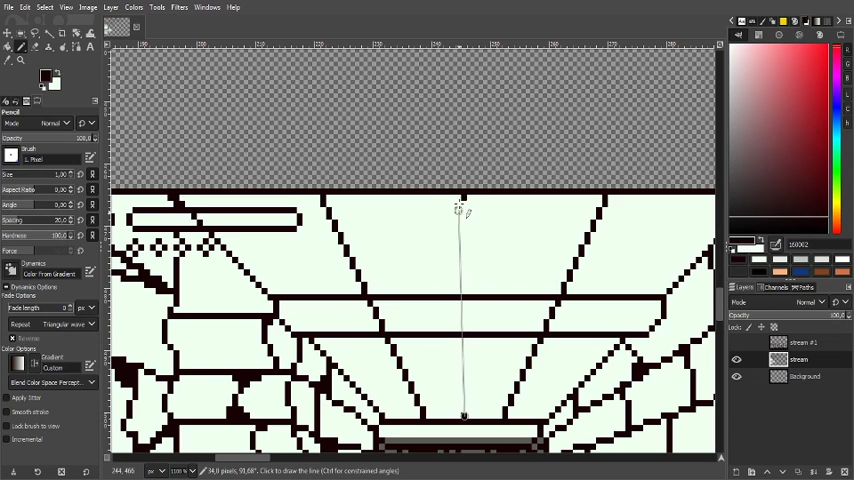 File Edit Select View Image Layer Colors Tools Filters Windows Help
Pencil
Mode Normal
Opacity 100,0
Brush
1. Pixel
Size 1,00
Aspect Ratio 0,00
Angle 0,00
Spacing 20,0
Hardness 100,0
Force
Dynamics
Color From Gradient
Dynamics Options
Fade Options
Fade length 0 px
Repeat Triangular wave
Reverse
Color Options
Gradient
Custom
Blend Color Space Percept...
Apply Jitter
Smooth stroke
Lock brush to view
Incremental
244, 466 px 1100 % 34,0 pixels, 91,68° Click to draw the line (Ctrl for constrained angles)
160002
Layers Channels Paths
Mode Normal
Opacity 100,0
Lock:
stream #1
stream
Background